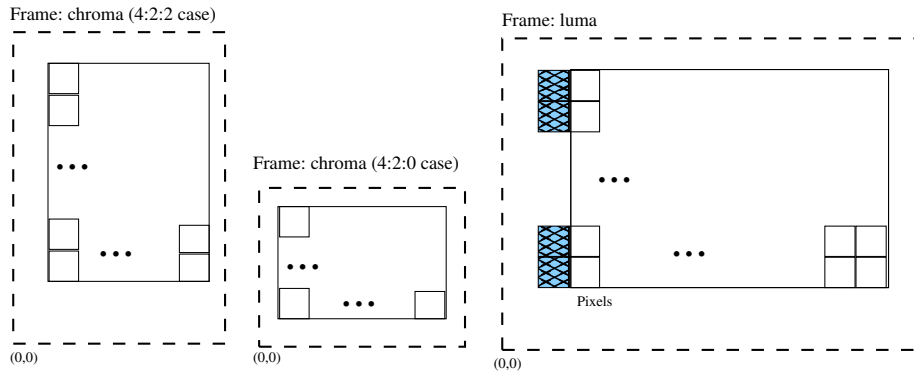 Frame: chroma (4:2:2 case)
Frame: luma
Frame: chroma (4:2:0 case)
Pixels
(0,0)
(0,0)
(0,0)